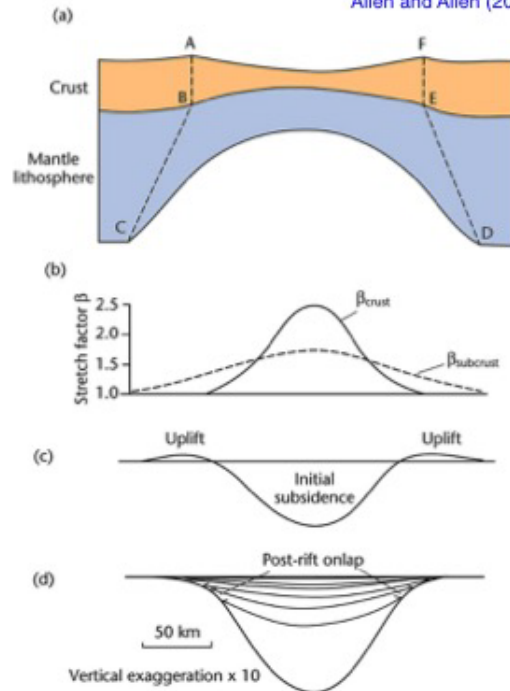 Allen and Allen (20
(a)
A
F
Crust
B
E
Mantle
lithosphere
C
D
(b)
Stretch factor β
2.5
2.0
1.5
1.0
βcrust
βsubcrust
Uplift
Uplift
(c)
Initial
subsidence
Post-rift onlap
(d)
50 km
Vertical exaggeration x 10